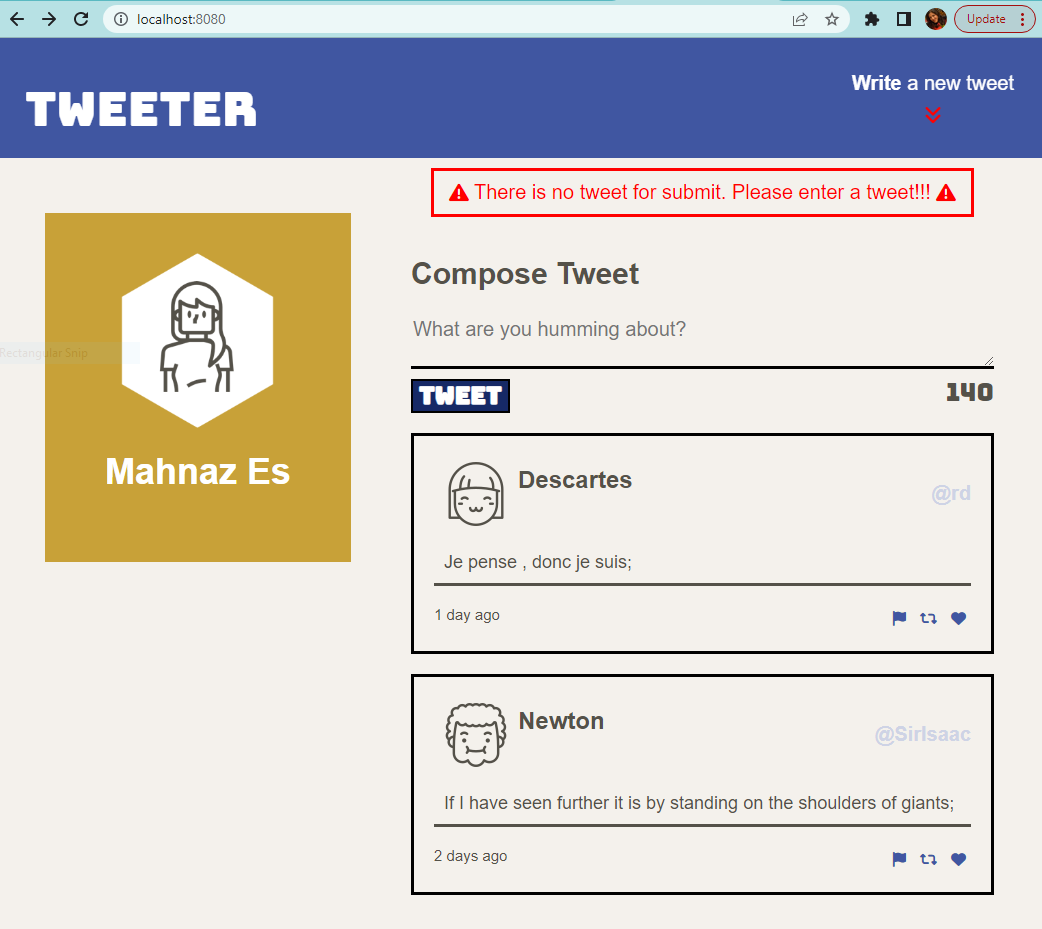 localhost:8080
Update
TWEETER
Write a new tweet
There is no tweet for submit. Please enter a tweet!!!
Rectangular Snip
Mahnaz Es
Compose Tweet
What are you humming about?
TWEET
140
Descartes
@rd
Je pense , donc je suis;
1 day ago
Newton
@SirIsaac
If I have seen further it is by standing on the shoulders of giants;
2 days ago